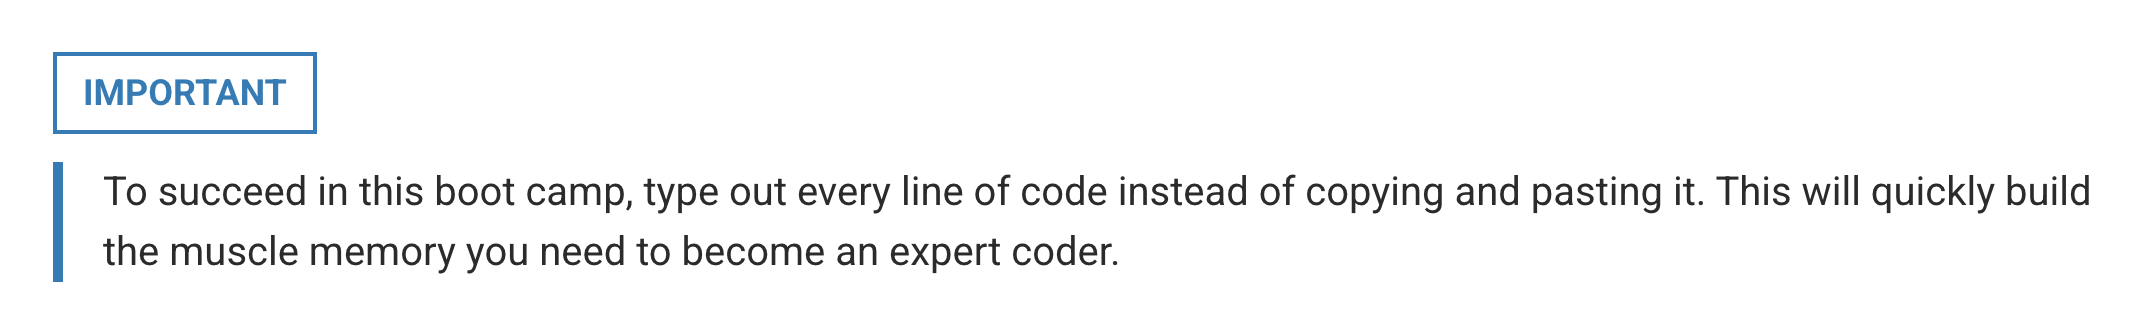 IMPORTANT
To succeed in this boot camp, type out every line of code instead of copying and pasting it. This will quickly build
the muscle memory you need to become an expert coder.